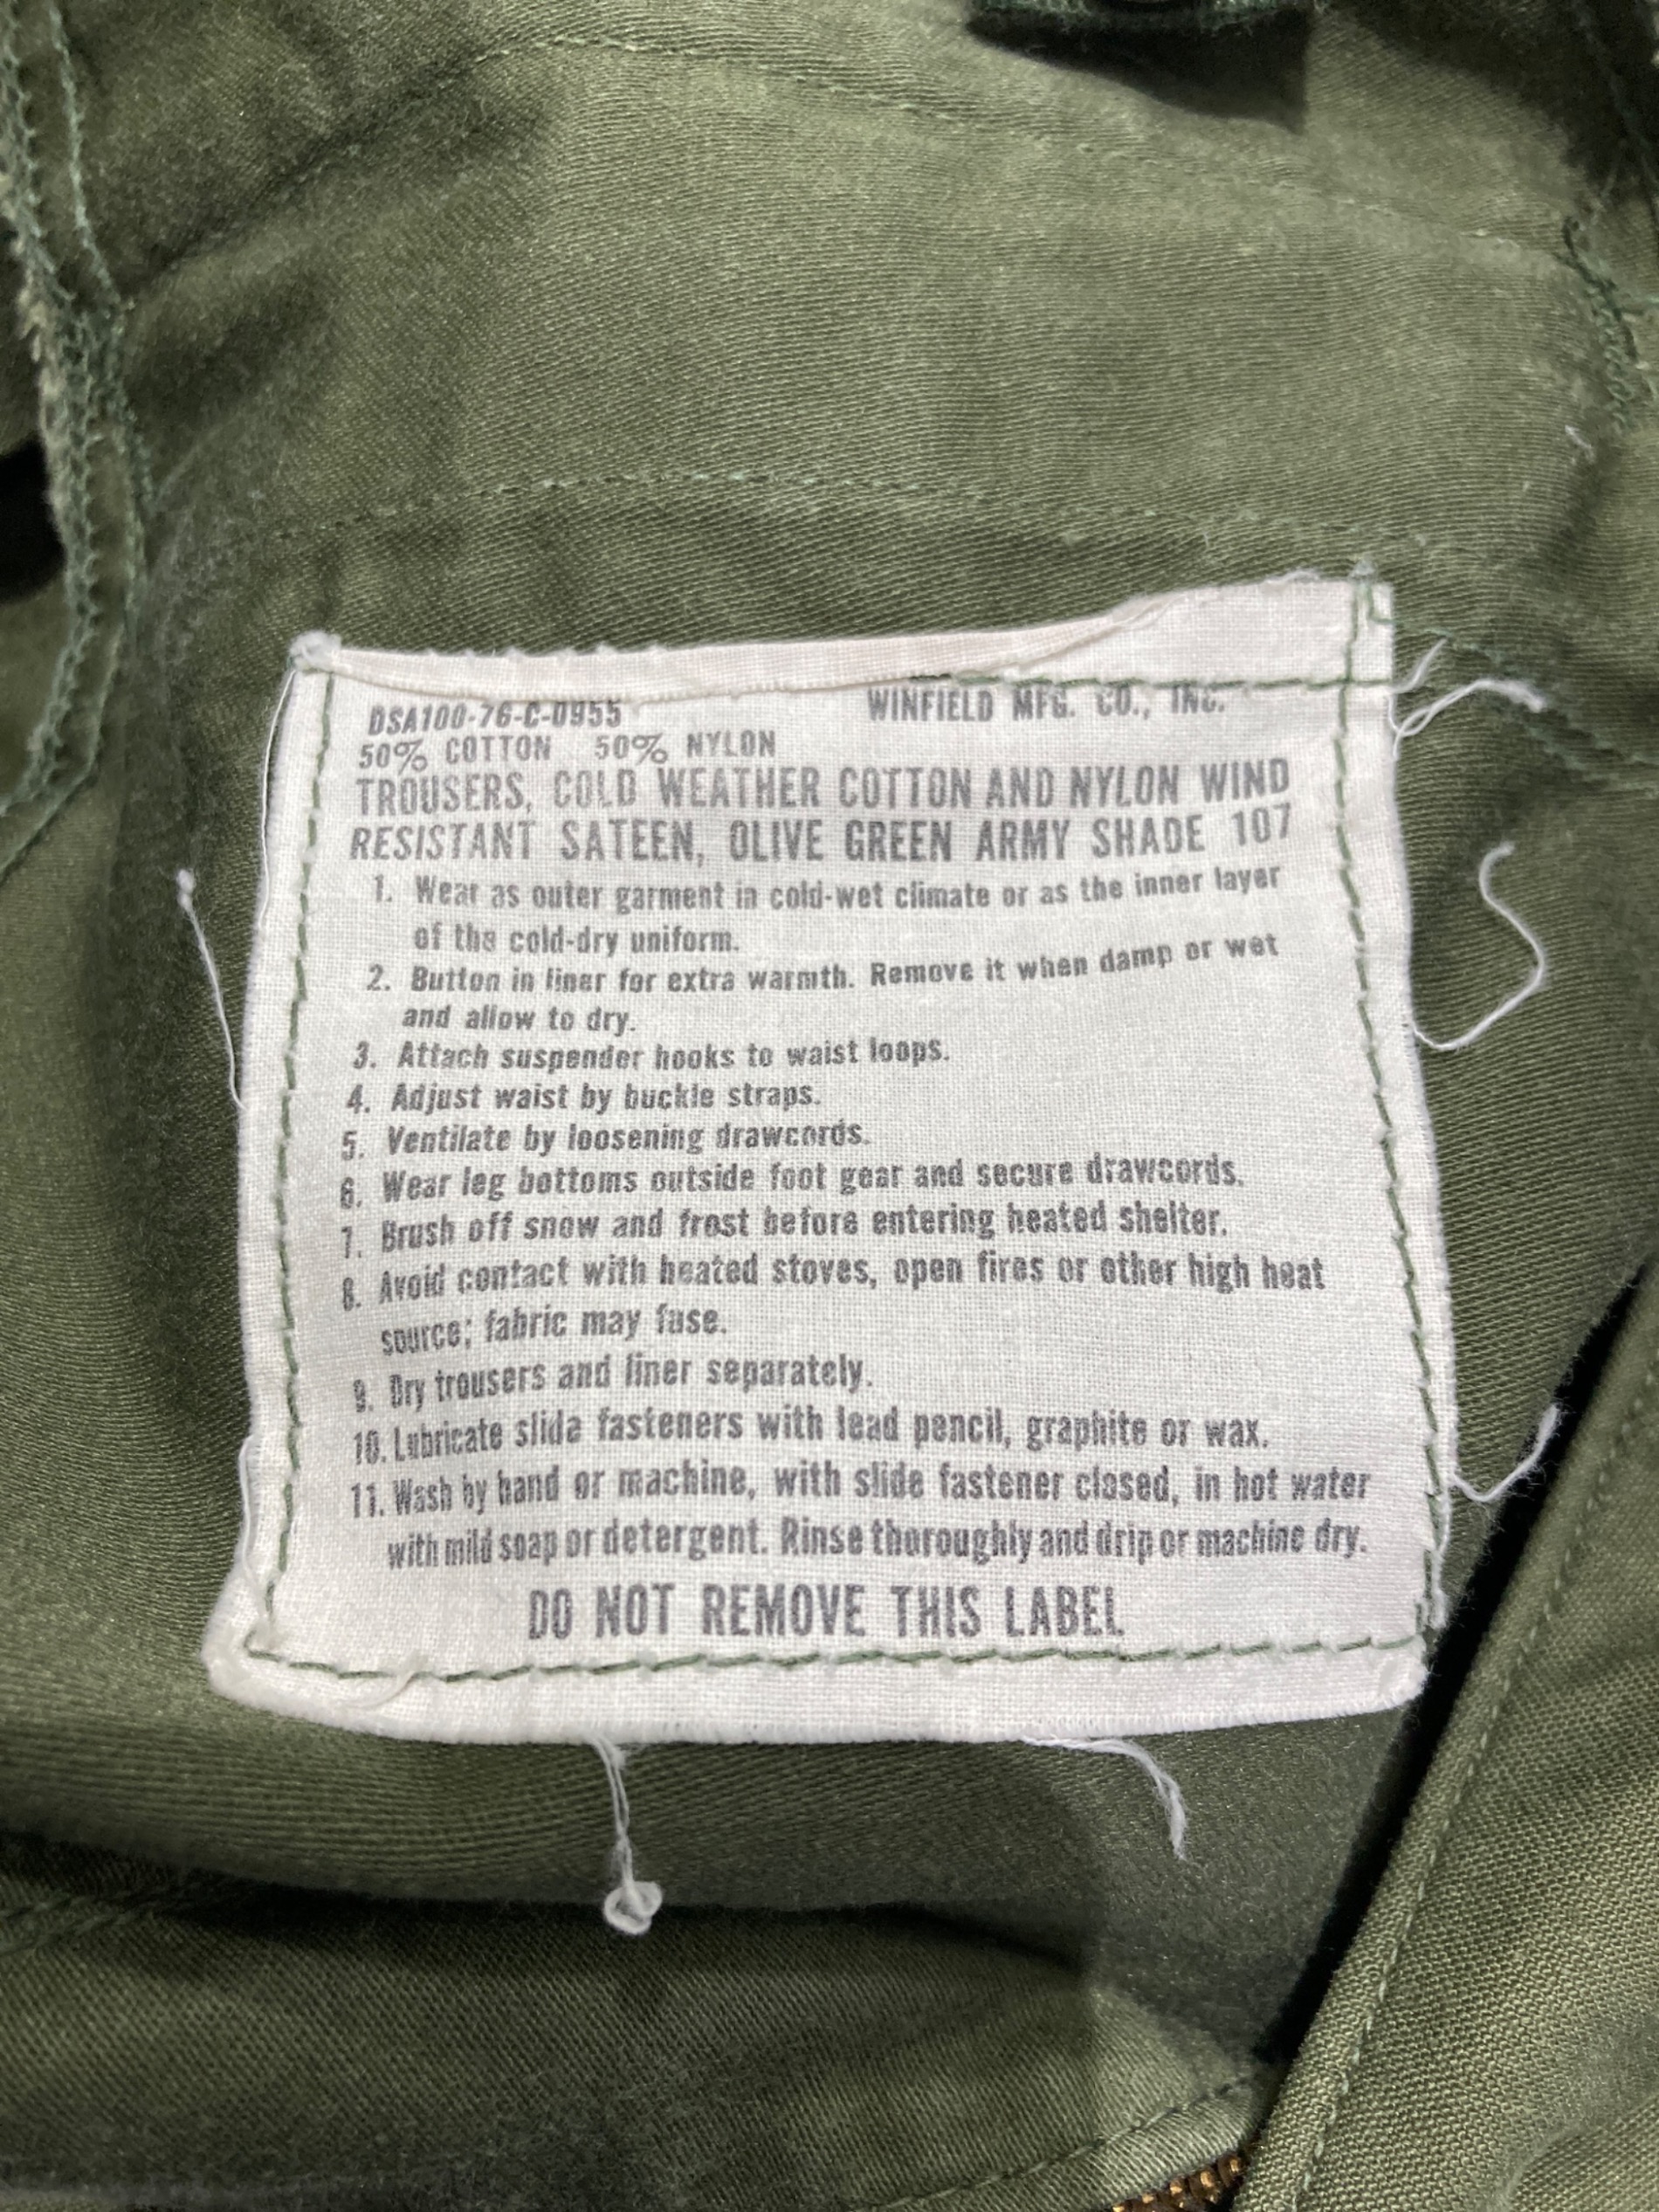 DSA100-76-C-0955 WINFIELD MFG. CO., INC.
50% COTTON 50% NYLON
TROUSERS, COLD WEATHER COTTON AND NYLON WIND
RESISTANT SATEEN, OLIVE GREEN ARMY SHADE 107
1. Wear as outer garment in cold-wet climate or as the inner layer
of the cold-dry uniform.
2. Button in liner for extra warmth. Remove it when damp or wet
and allow to dry.
3. Attach suspender hooks to waist loops.
4. Adjust waist by buckle straps.
5. Ventilate by loosening drawcords.
6. Wear leg bottoms outside foot gear and secure drawcords.
7. Brush off snow and frost before entering heated shelter.
8. Avoid contact with heated stoves, open fires or other high heat
source; fabric may fuse.
9. Dry trousers and liner separately.
10. Lubricate slide fasteners with lead pencil, graphite or wax.
11. Wash by hand or machine, with slide fastener closed, in hot water
with mild soap or detergent. Rinse thoroughly and drip or machine dry.
DO NOT REMOVE THIS LABEL